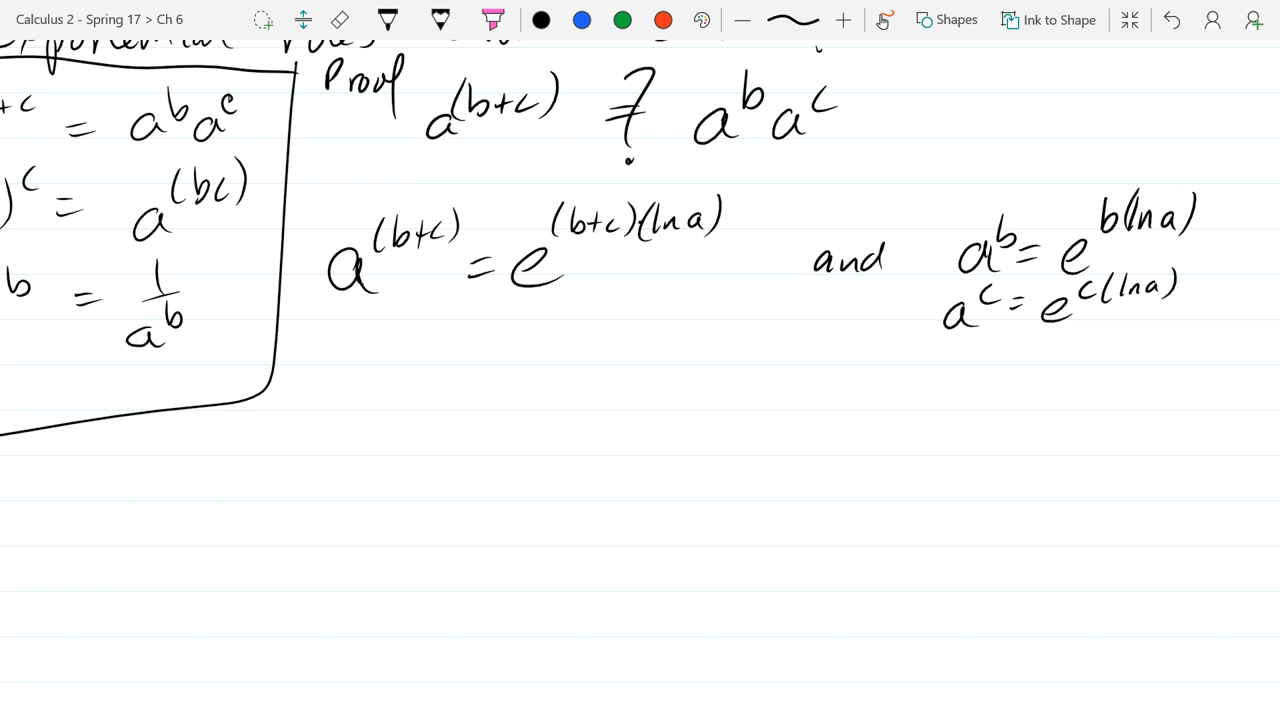 Calculus 2 - Spring 17 > Ch 6
Shapes
Ink to Shape
Proof a^(b+c) =? a^b a^c
+c = a^b a^c
)^c = a^(bc)
b = 1/a^b
a^(b+c) = e^(b+c)·(ln a) and a^b = e^b(ln a)
a^c = e^c(ln a)